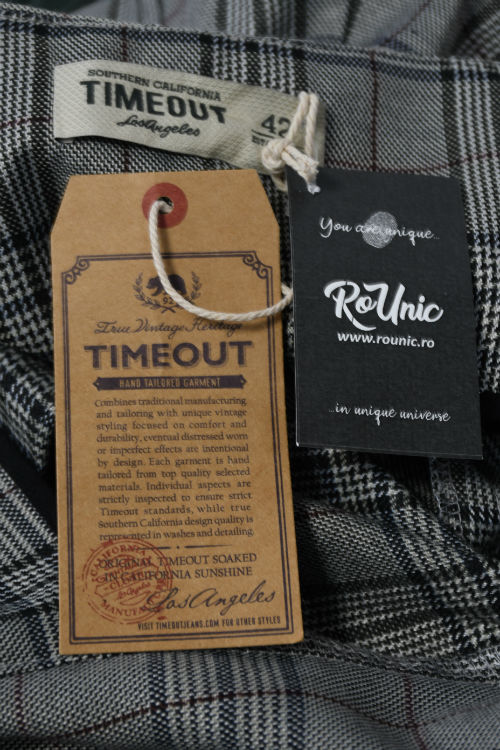 SOUTHERN CALIFORNIA
TIMEOUT
Los Angeles
42
You are unique...
RoUnic
www.rounic.ro
...in unique universe
92
True Vintage Heritage
TIMEOUT
HAND TAILORED GARMENT
Combines traditional manufacturing
and tailoring with unique vintage
styling focused on comfort and
durability, eventual distressed worn
or imperfect effects are intentional
by design. Each garment is hand
tailored from top quality selected
materials. Individual aspects are
strictly inspected to ensure strict
Timeout standards, while true
Southern California design quality is
represented in washes and detailing.
ORIGINAL TIMEOUT SOAKED
IN CALIFORNIA SUNSHINE
Los Angeles
CALIFORNIA
VISIT TIMEOUTJEANS.COM FOR OTHER STYLES